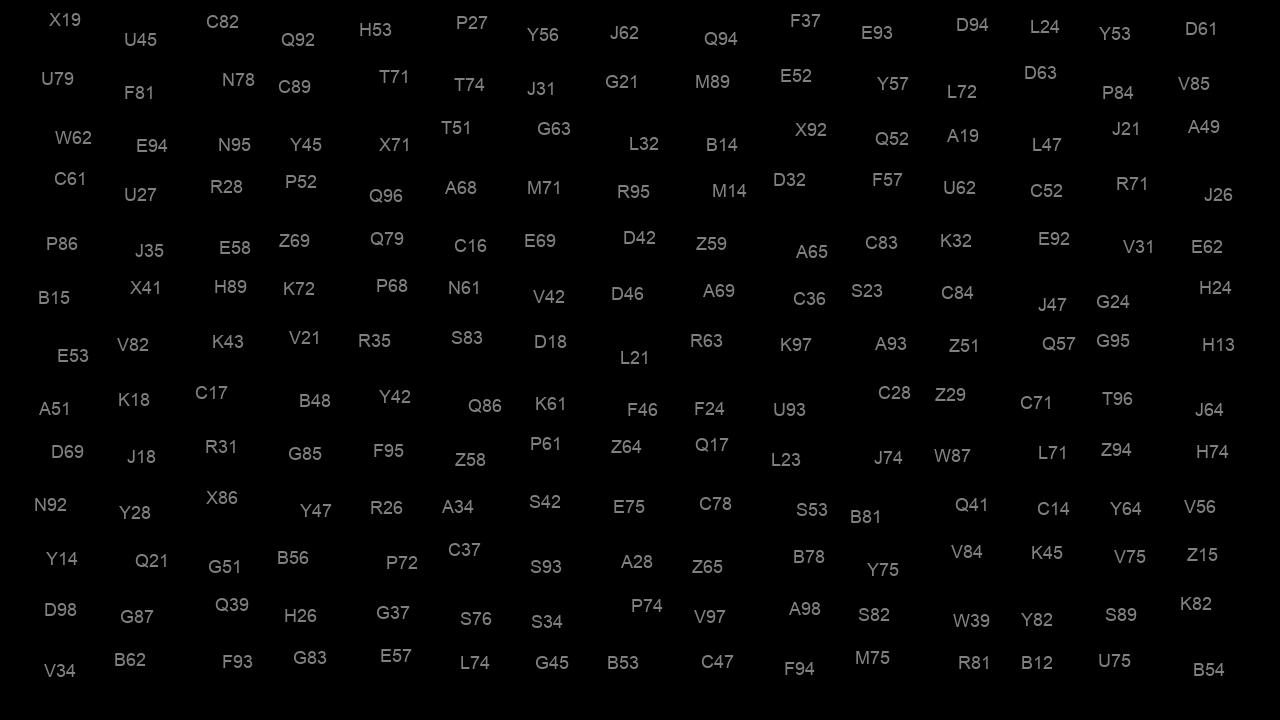 X19 U45 C82 Q92 H53 P27 Y56 J62 Q94 F37 E93 D94 L24 Y53 D61
U79 F81 N78 C89 T71 T74 J31 G21 M89 E52 Y57 L72 D63 P84 V85
W62 E94 N95 Y45 X71 T51 G63 L32 B14 X92 Q52 A19 L47 J21 A49
C61 U27 R28 P52 Q96 A68 M71 R95 M14 D32 F57 U62 C52 R71 J26
P86 J35 E58 Z69 Q79 C16 E69 D42 Z59 A65 C83 K32 E92 V31 E62
B15 X41 H89 K72 P68 N61 V42 D46 A69 C36 S23 C84 J47 G24 H24
E53 V82 K43 V21 R35 S83 D18 L21 R63 K97 A93 Z51 Q57 G95 H13
A51 K18 C17 B48 Y42 Q86 K61 F46 F24 U93 C28 Z29 C71 T96 J64
D69 J18 R31 G85 F95 Z58 P61 Z64 Q17 L23 J74 W87 L71 Z94 H74
N92 Y28 X86 Y47 R26 A34 S42 E75 C78 S53 B81 Q41 C14 Y64 V56
Y14 Q21 G51 B56 P72 C37 S93 A28 Z65 B78 Y75 V84 K45 V75 Z15
D98 G87 Q39 H26 G37 S76 S34 P74 V97 A98 S82 W39 Y82 S89 K82
V34 B62 F93 G83 E57 L74 G45 B53 C47 F94 M75 R81 B12 U75 B54